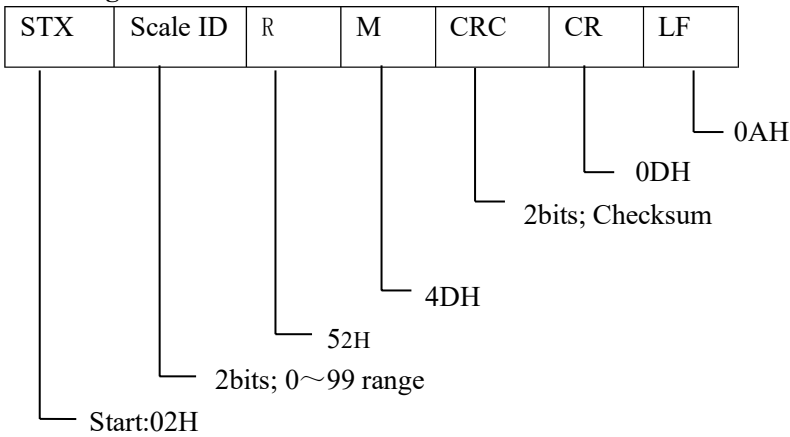 STX Scale ID R M CRC CR LF
0AH
0DH
2bits; Checksum
4DH
52H
2bits; 0～99 range
Start:02H